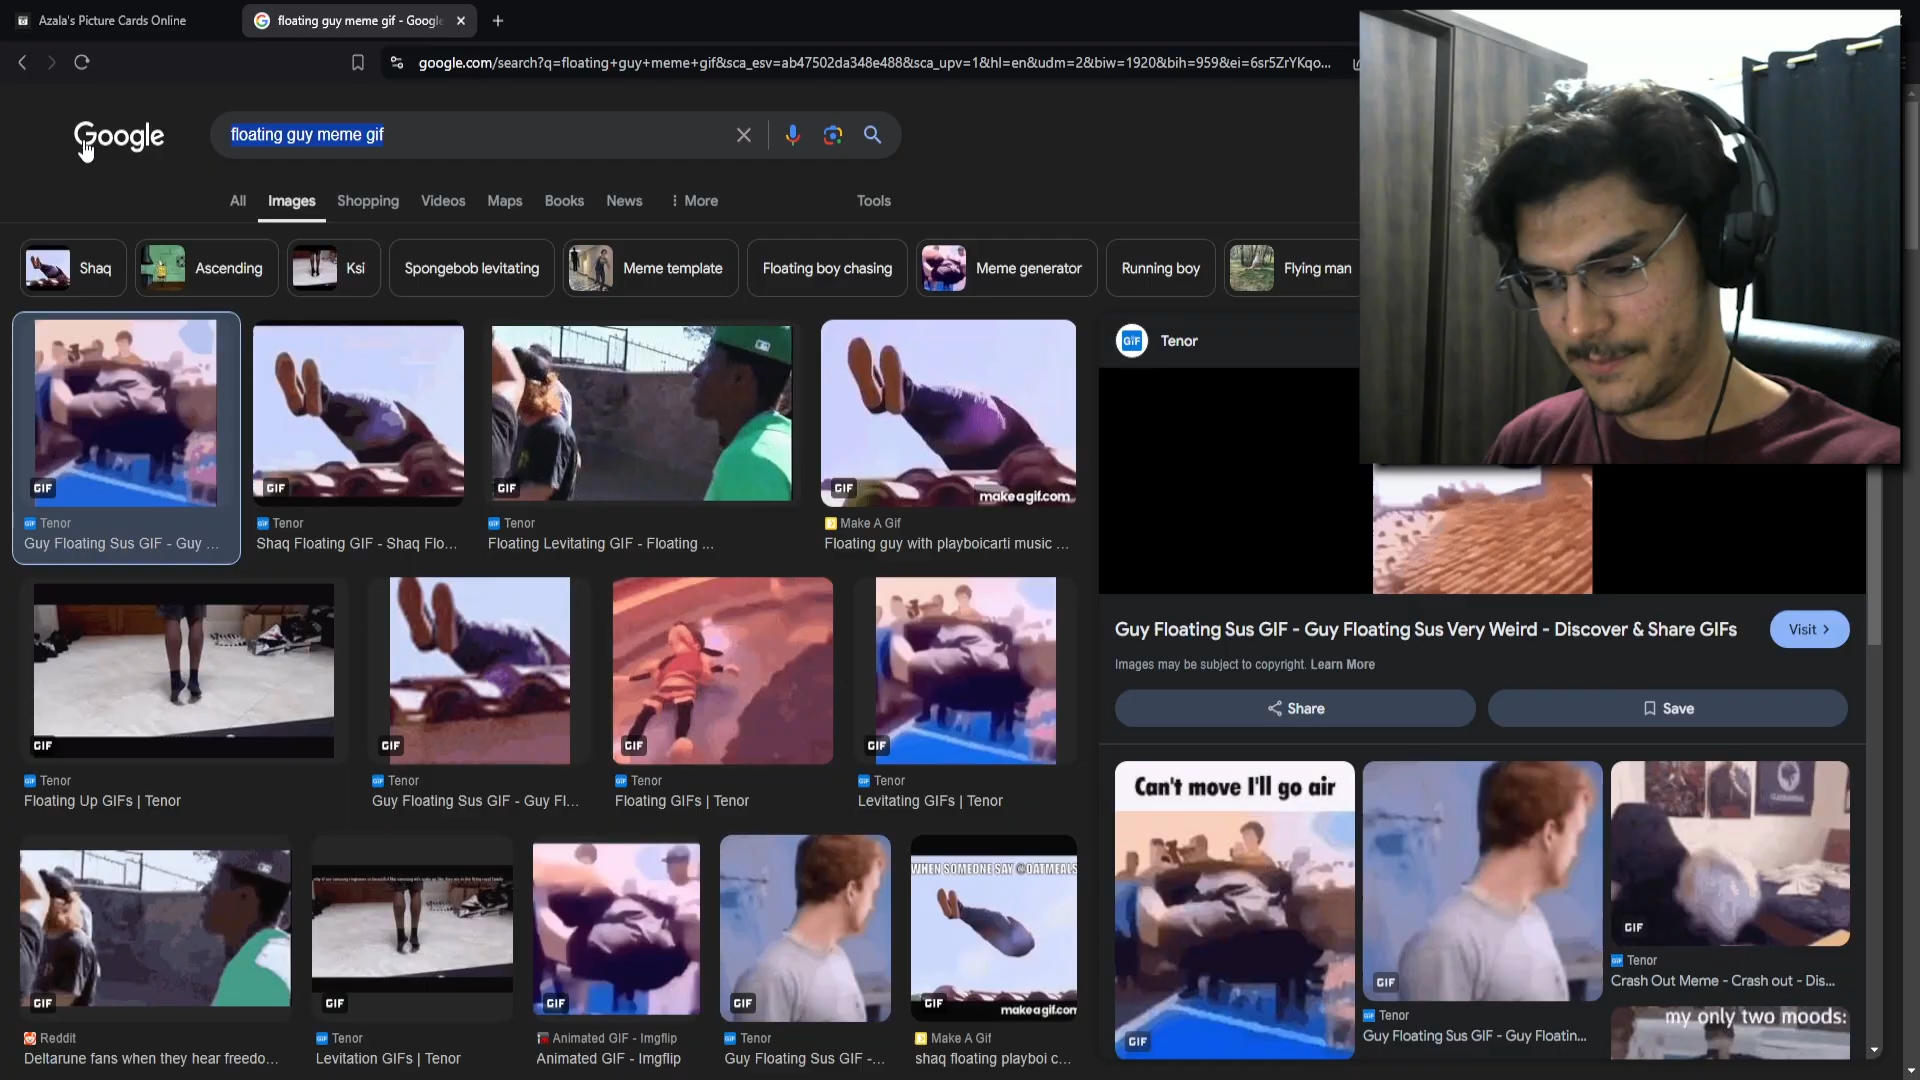 Azala's Picture Cards Online
floating guy meme gif - Google
google.com/search?q=floating+guy+meme+gif&sca_esv=ab47502da348e488&sca_upv=1&hl=en&udm=2&biw=1920&bih=959&ei=6sr5ZrYKqo...
Google
floating guy meme gif
All Images Shopping Videos Maps Books News More Tools
Shaq Ascending Ksi Spongebob levitating Meme template Floating boy chasing Meme generator Running boy Flying man
GIF Tenor
GIF GIF GIF GIF
makeagif.com
Tenor Tenor Tenor Make A Gif
Guy Floating Sus GIF - Guy ... Shaq Floating GIF - Shaq Flo... Floating Levitating GIF - Floating ... Floating guy with playboicarti music ...
GIF GIF GIF GIF
Tenor Tenor Tenor Tenor
Floating Up GIFs | Tenor Guy Floating Sus GIF - Guy Fl... Floating GIFs | Tenor Levitating GIFs | Tenor
WHEN SOMEONE SAY @OATMEALS
GIF GIF GIF GIF GIF
makeagif.com
Reddit Tenor Animated GIF - Imgflip Tenor Make A Gif
Deltarune fans when they hear freedo... Levitation GIFs | Tenor Animated GIF - Imgflip Guy Floating Sus GIF -... shaq floating playboi c...
Guy Floating Sus GIF - Guy Floating Sus Very Weird - Discover & Share GIFs
Visit
Images may be subject to copyright. Learn More
Share Save
Can't move I'll go air
GIF
GIF
Tenor
Guy Floating Sus GIF - Guy Floatin...
GIF
Tenor
Crash Out Meme - Crash out - Dis...
my only two moods: